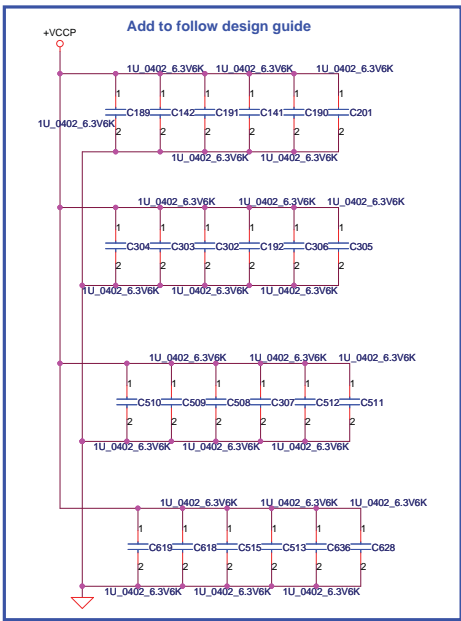 Add to follow design guide
+VCCP
1U_0402_6.3V6K 1U_0402_6.3V6K 1U_0402_6.3V6K
1 1 1 1 1 1
C189 C142 C191 C141 C190 C201
1U_0402_6.3V6K
2 2 2 2 2 2
1U_0402_6.3V6K 1U_0402_6.3V6K
1U_0402_6.3V6K 1U_0402_6.3V6K 1U_0402_6.3V6K
1 1 1 1 1 1
C304 C303 C302 C192 C306 C305
2 2 2 2 2 2
1U_0402_6.3V6K 1U_0402_6.3V6K 1U_0402_6.3V6K
1U_0402_6.3V6K 1U_0402_6.3V6K 1U_0402_6.3V6K
1 1 1 1 1 1
C510 C509 C508 C307 C512 C511
2 2 2 2 2 2
1U_0402_6.3V6K 1U_0402_6.3V6K 1U_0402_6.3V6K
1U_0402_6.3V6K 1U_0402_6.3V6K 1U_0402_6.3V6K
1 1 1 1 1 1
C619 C618 C515 C513 C636 C628
2 2 2 2 2 2
1U_0402_6.3V6K 1U_0402_6.3V6K 1U_0402_6.3V6K